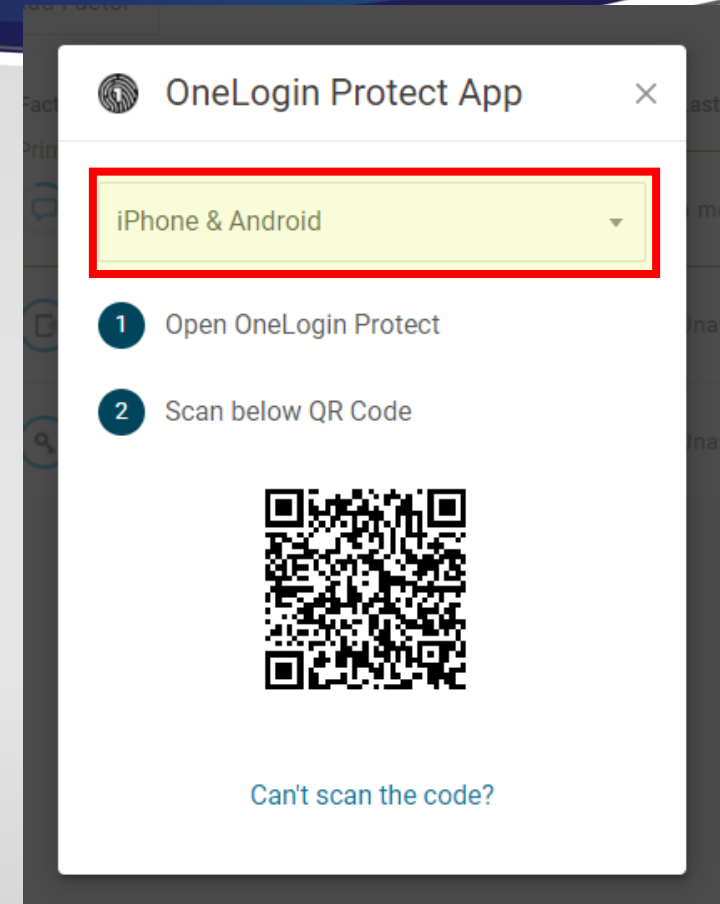 OneLogin Protect App
iPhone & Android
1 Open OneLogin Protect
2 Scan below QR Code
Can't scan the code?